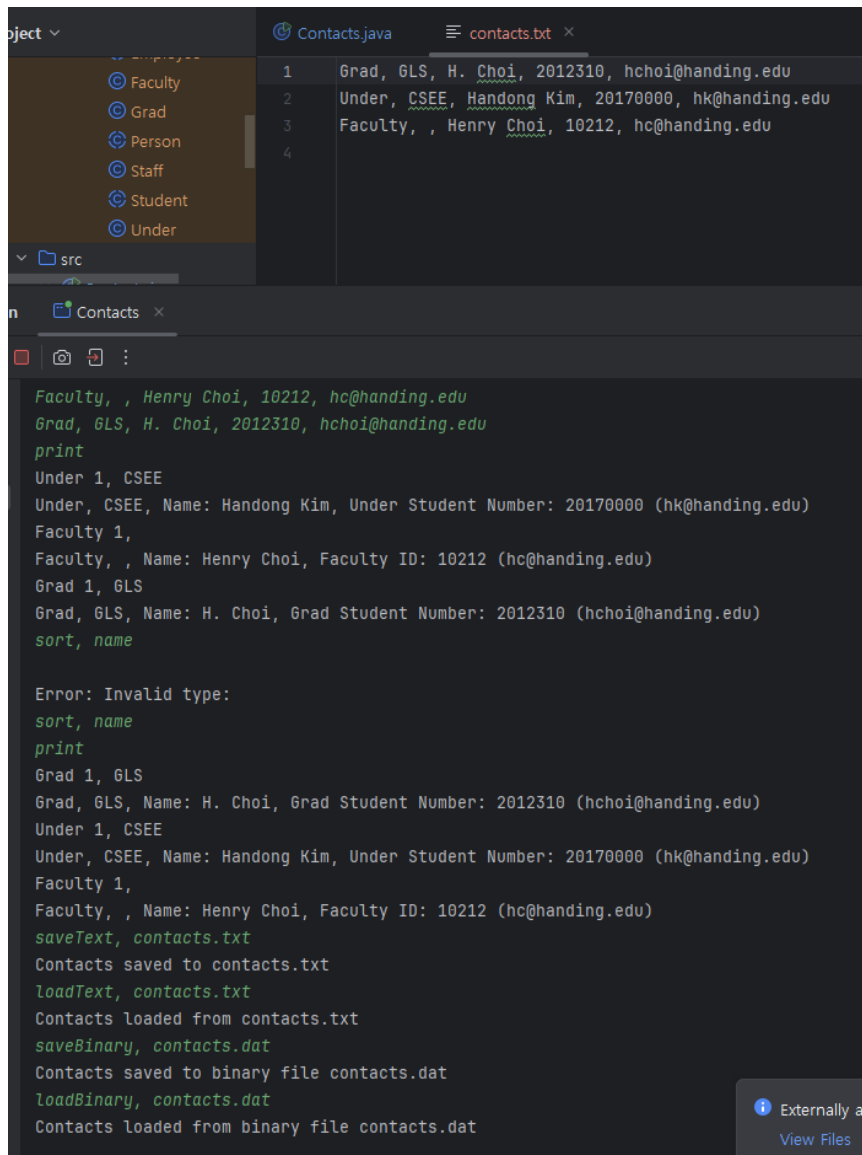 oject
Contacts.java
contacts.txt
Employee
Faculty
Grad
Person
Staff
Student
Under
src
1 Grad, GLS, H. Choi, 2012310, hchoi@handing.edu
2 Under, CSEE, Handong Kim, 20170000, hk@handing.edu
3 Faculty, , Henry Choi, 10212, hc@handing.edu
4
n Contacts
Faculty, , Henry Choi, 10212, hc@handing.edu
Grad, GLS, H. Choi, 2012310, hchoi@handing.edu
print
Under 1, CSEE
Under, CSEE, Name: Handong Kim, Under Student Number: 20170000 (hk@handing.edu)
Faculty 1,
Faculty, , Name: Henry Choi, Faculty ID: 10212 (hc@handing.edu)
Grad 1, GLS
Grad, GLS, Name: H. Choi, Grad Student Number: 2012310 (hchoi@handing.edu)
sort, name
Error: Invalid type:
sort, name
print
Grad 1, GLS
Grad, GLS, Name: H. Choi, Grad Student Number: 2012310 (hchoi@handing.edu)
Under 1, CSEE
Under, CSEE, Name: Handong Kim, Under Student Number: 20170000 (hk@handing.edu)
Faculty 1,
Faculty, , Name: Henry Choi, Faculty ID: 10212 (hc@handing.edu)
saveText, contacts.txt
Contacts saved to contacts.txt
loadText, contacts.txt
Contacts loaded from contacts.txt
saveBinary, contacts.dat
Contacts saved to binary file contacts.dat
loadBinary, contacts.dat
Contacts loaded from binary file contacts.dat
Externally a
View Files